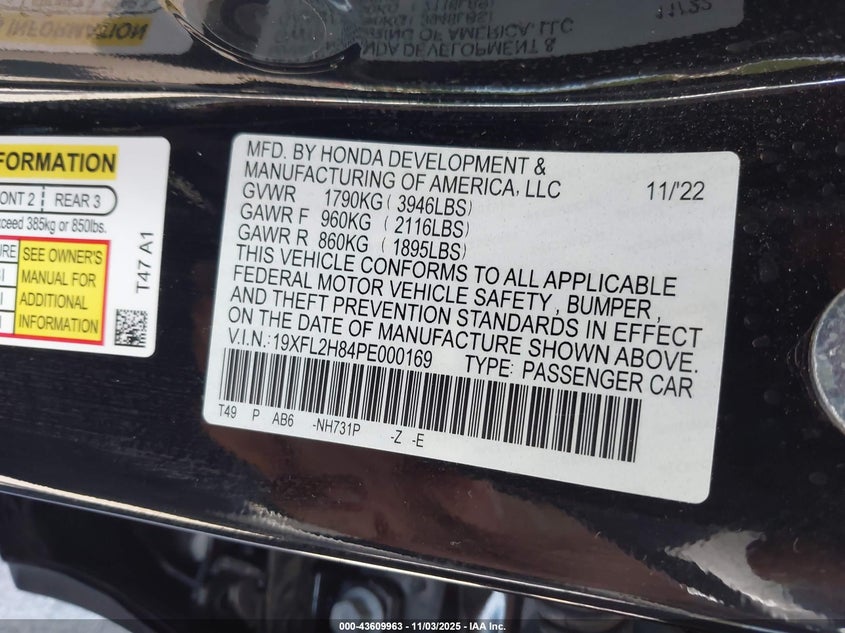 FORMATION
ONT 2 REAR 3
xceed 385kg or 850lbs.
URE SEE OWNER'S
MANUAL FOR
ADDITIONAL
INFORMATION
T47 A1
MFD. BY HONDA DEVELOPMENT &
MANUFACTURING OF AMERICA, LLC 11/'22
GVWR 1790KG (3946LBS)
GAWR F 960KG (2116LBS)
GAWR R 860KG (1895LBS)
THIS VEHICLE CONFORMS TO ALL APPLICABLE
FEDERAL MOTOR VEHICLE SAFETY, BUMPER,
AND THEFT PREVENTION STANDARDS IN EFFECT
ON THE DATE OF MANUFACTURE SHOWN ABOVE.
V.I.N.:19XFL2H84PE000169 TYPE: PASSENGER CAR
T49 P AB6 -NH731P -Z -E
000-43609963 - 11/03/2025 - IAA Inc.